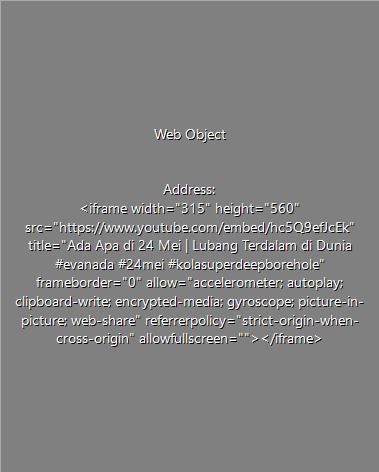 Web Object
Address:
<iframe width="315" height="560"
src="https://www.youtube.com/embed/hc5Q9efJcEk"
title="Ada Apa di 24 Mei | Lubang Terdalam di Dunia
#evanada #24mei #kolasuperdeepborehole"
frameborder="0" allow="accelerometer; autoplay;
clipboard-write; encrypted-media; gyroscope; picture-in-
picture; web-share" referrerpolicy="strict-origin-when-
cross-origin" allowfullscreen=""></iframe>